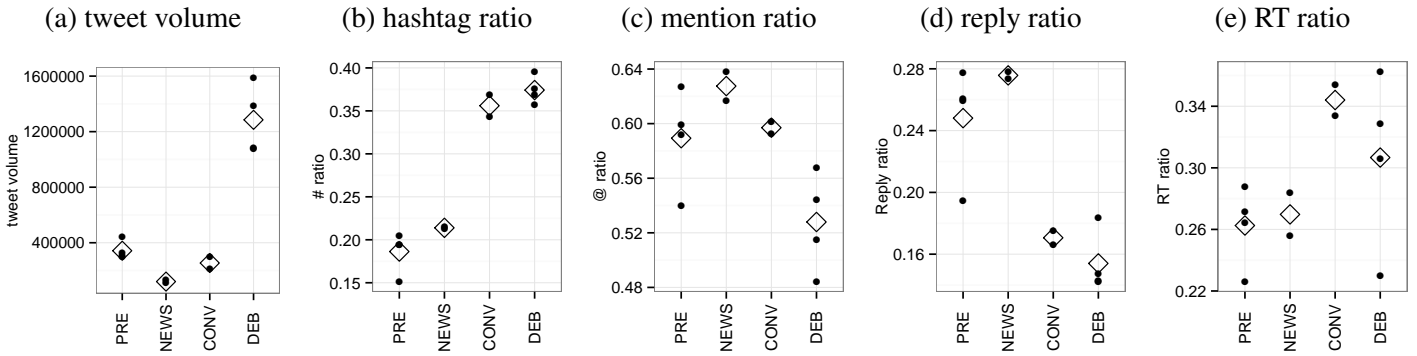 (a) tweet volume
tweet volume
1600000
1200000
800000
400000
PRE
NEWS
CONV
DEB
(b) hashtag ratio
# ratio
0.40
0.35
0.30
0.25
0.20
0.15
PRE
NEWS
CONV
DEB
(c) mention ratio
@ ratio
0.64
0.60
0.56
0.52
0.48
PRE
NEWS
CONV
DEB
(d) reply ratio
Reply ratio
0.28
0.24
0.20
0.16
PRE
NEWS
CONV
DEB
(e) RT ratio
RT ratio
0.34
0.30
0.26
0.22
PRE
NEWS
CONV
DEB